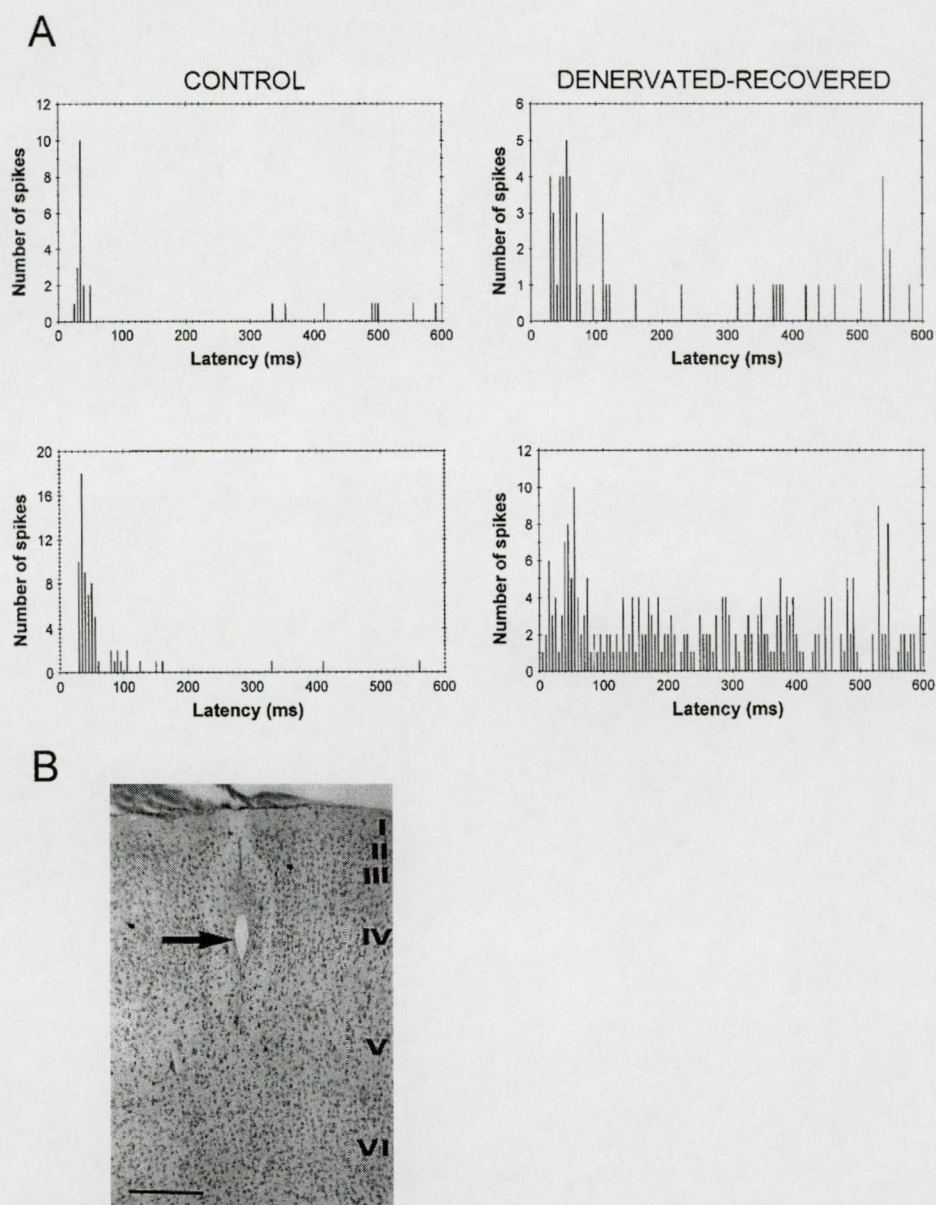 A
CONTROL
12
10
8
6
4
2
0
Number of spikes
0 100 200 300 400 500 600
Latency (ms)
DENERVATED-RECOVERED
6
5
4
3
2
1
0
Number of spikes
0 100 200 300 400 500 600
Latency (ms)
20
16
12
8
4
0
Number of spikes
0 100 200 300 400 500 600
Latency (ms)
12
10
8
6
4
2
0
Number of spikes
0 100 200 300 400 500 600
Latency (ms)
B
I
II
III
IV
V
VI